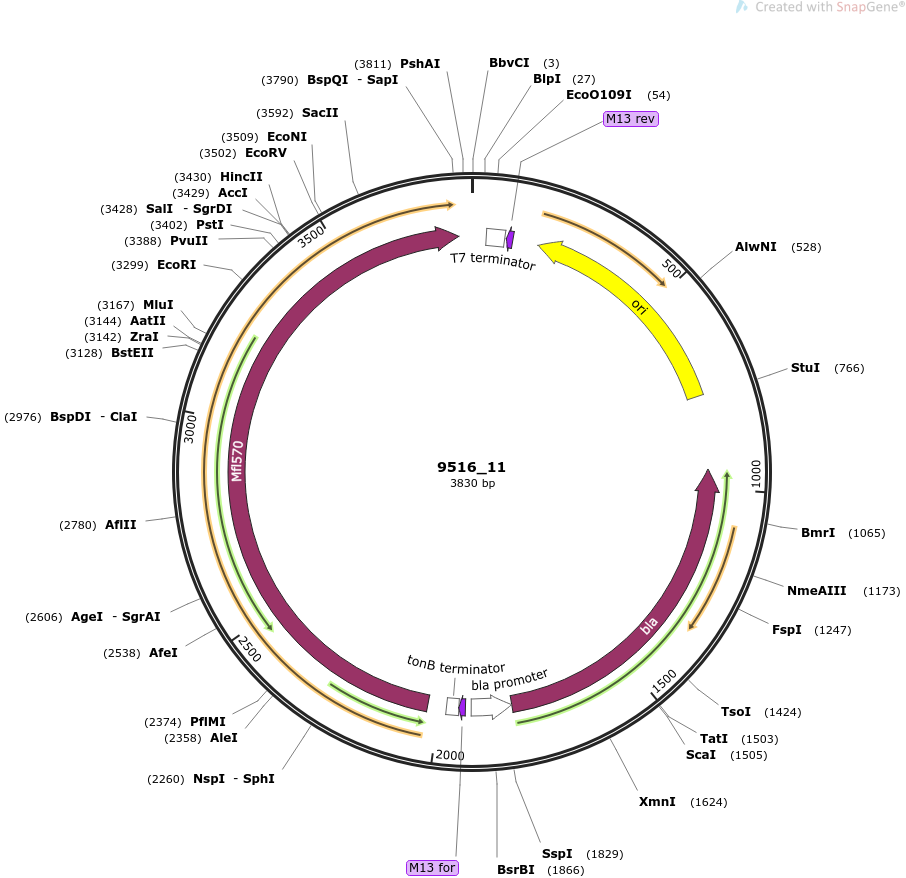 Created with SnapGene®
(3811) PshAI
BbvCI (3)
(3790) BspQI - SapI
BlpI (27)
EcoO109I (54)
(3592) SacII
M13 rev
(3509) EcoNI
(3502) EcoRV
(3430) HincII
(3429) AccI
(3428) SalI - SgrDI
(3402) PstI
(3388) PvuII
(3299) EcoRI
(3167) MluI
(3144) AatII
(3142) ZraI
(3128) BstEII
(2976) BspDI - ClaI
(2780) AflII
(2606) AgeI - SgrAI
(2538) AfeI
(2374) PflMI
(2358) AleI
(2260) NspI - SphI
AlwNI (528)
StuI (766)
BmrI (1065)
NmeAIII (1173)
FspI (1247)
TsoI (1424)
TatI (1503)
ScaI (1505)
XmnI (1624)
SspI (1829)
BsrBI (1866)
M13 for
500
1000
1500
2000
2500
3000
3500
T7 terminator
ori
Mfl570
9516_11
3830 bp
bla
tonB terminator
bla promoter